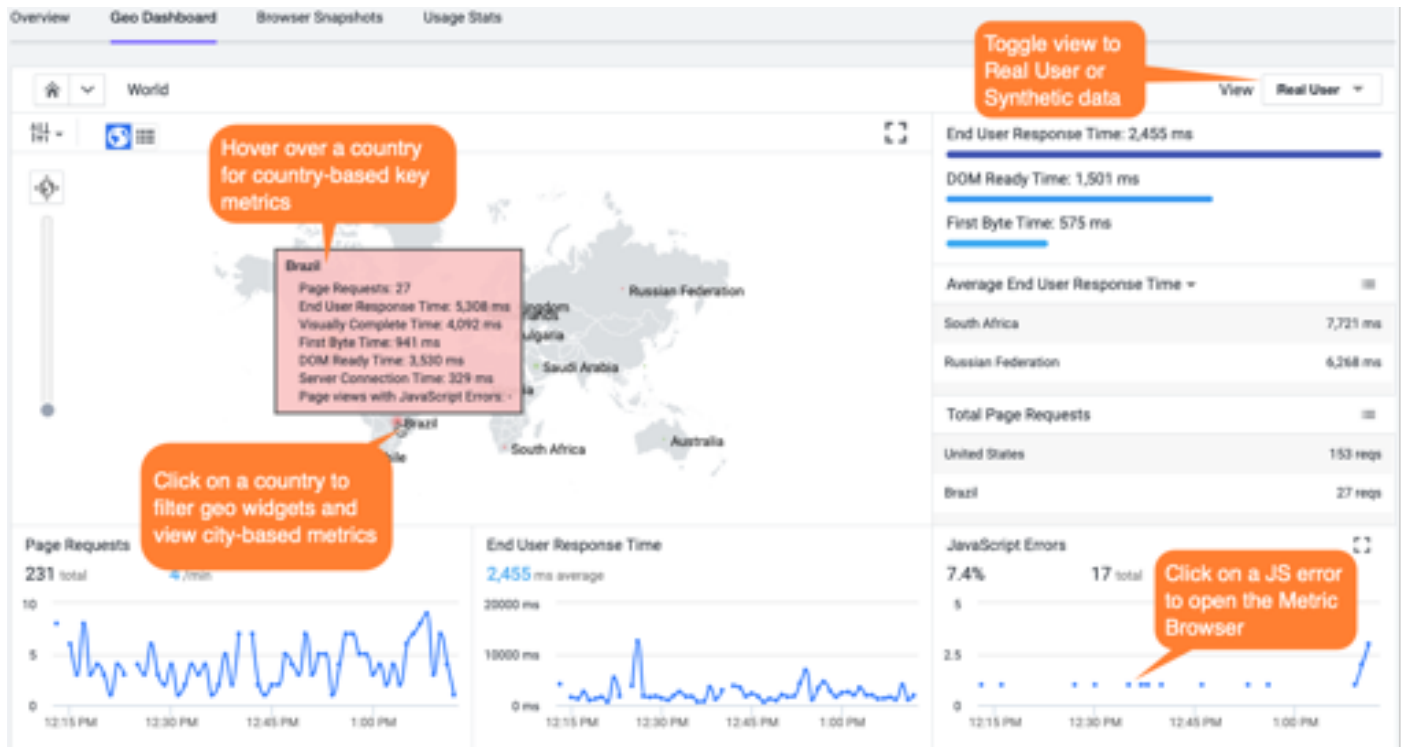 Overview Geo Dashboard Browser Snapshots Usage Stats
Toggle view to
Real User or
Synthetic data
World
View Real User
Hover over a country
for country-based key
metrics
Brazil
Page Requests: 27
End User Response Time: 5,308 ms
Visually Complete Time: 4,092 ms
First Byte Time: 941 ms
DOM Ready Time: 3,530 ms
Server Connection Time: 329 ms
Page views with JavaScript Errors: -
Russian Federation
Saudi Arabia
Brazil
South Africa
Australia
Click on a country to
filter geo widgets and
view city-based metrics
End User Response Time: 2,455 ms
DOM Ready Time: 1,501 ms
First Byte Time: 575 ms
Average End User Response Time
South Africa 7,721 ms
Russian Federation 6,268 ms
Total Page Requests
United States 153 reqs
Brazil 27 reqs
Page Requests
231 total 4 /min
10
5
0
12:15 PM 12:30 PM 12:45 PM 1:00 PM
End User Response Time
2,455 ms average
20000 ms
10000 ms
0 ms
12:15 PM 12:30 PM 12:45 PM 1:00 PM
JavaScript Errors
7.4% 17 total
Click on a JS error
to open the Metric
Browser
5
2.5
0
12:15 PM 12:30 PM 12:45 PM 1:00 PM